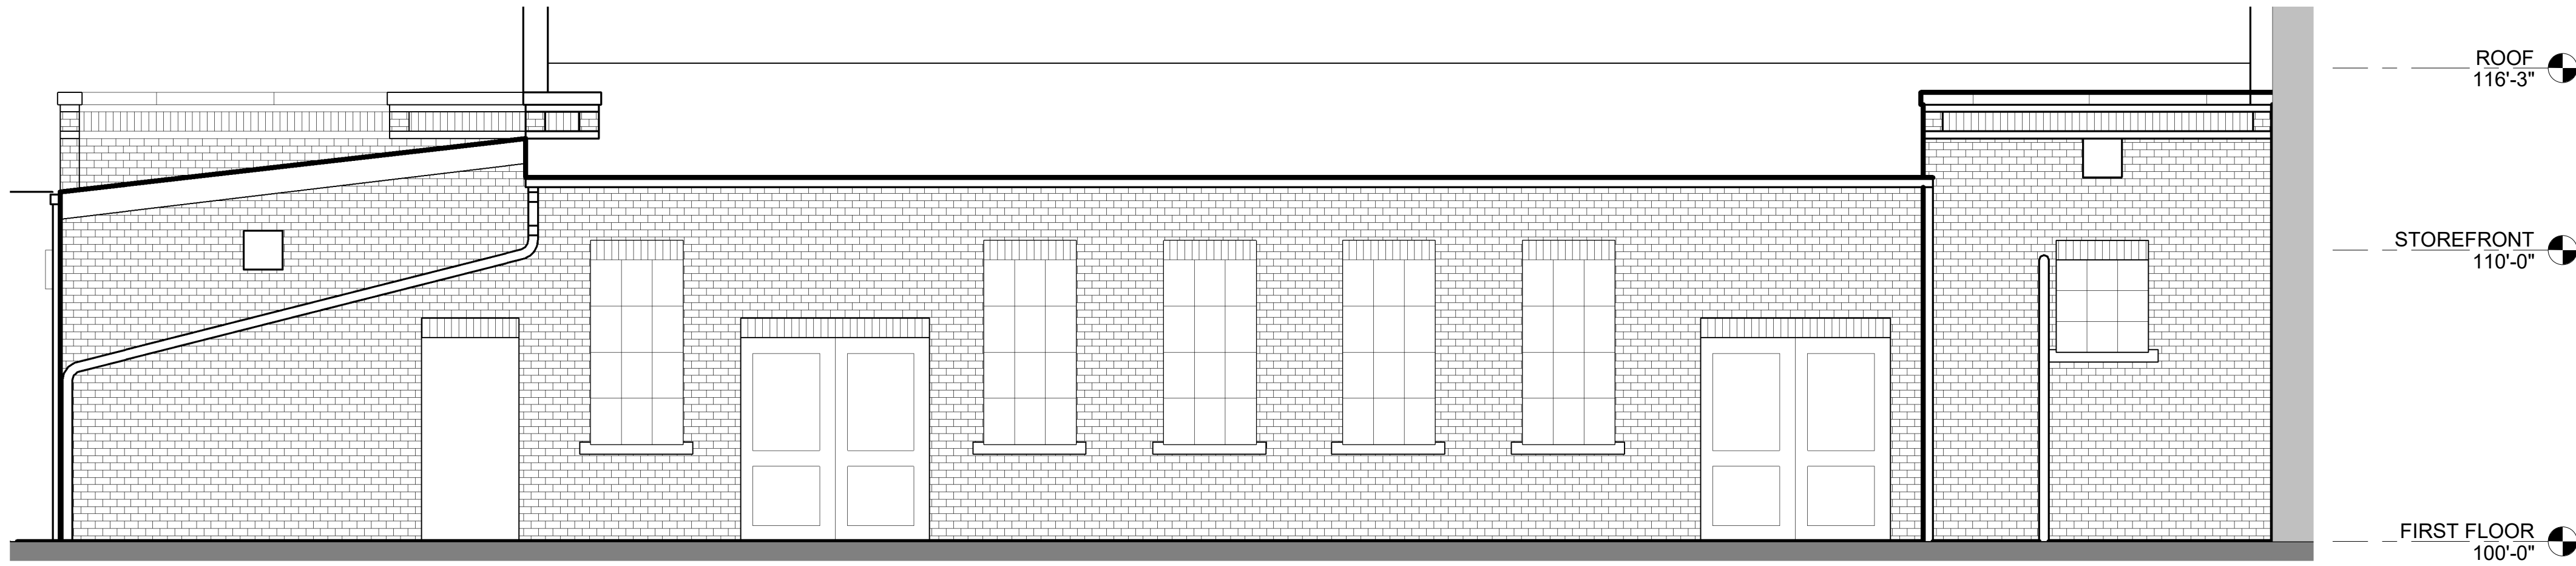 ROOF
116'-3"
STOREFRONT
110'-0"
FIRST FLOOR
100'-0"